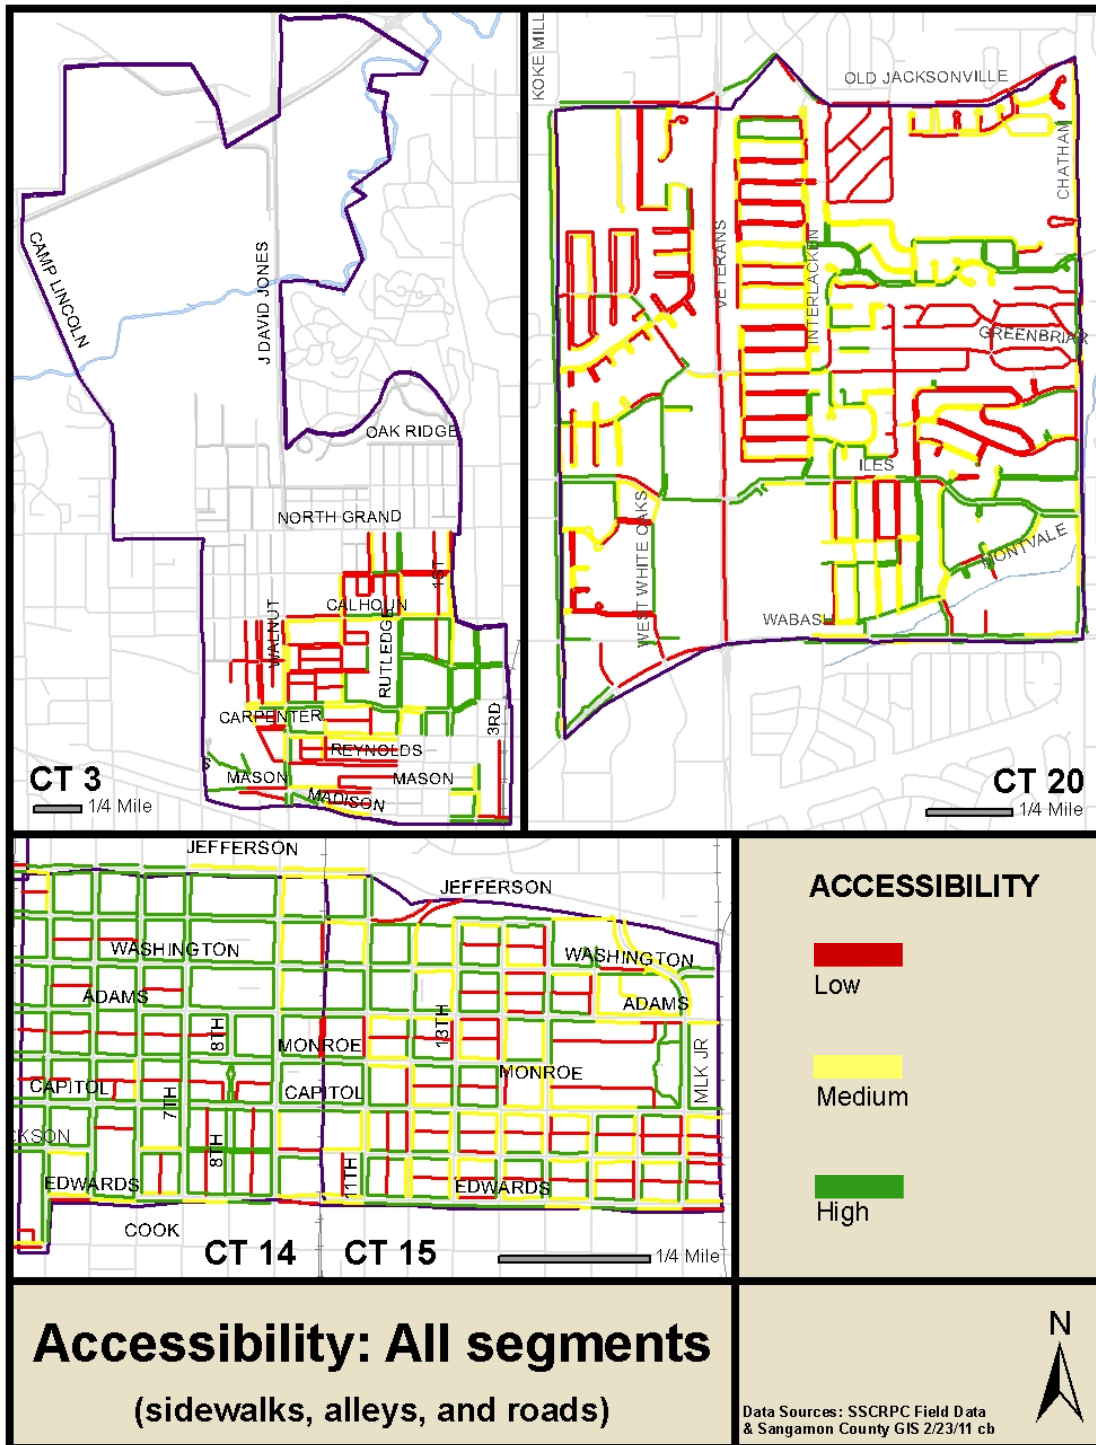 CAMP LINCOLN
J DAVID JONES
OAK RIDGE
NORTH GRAND
1ST
CALHOUN
WALNUT
RUTLEDGE
CARPENTER
3RD
REYNOLDS
MASON
MASON
MADISON
CT 3
1/4 Mile
KOKE MILL
OLD JACKSONVILLE
CHATHAM
VETERANS
INTERLACKEN
GREENBRIAR
ILES
WEST WHITE OAKS
MONTVALE
WABASH
CT 20
1/4 Mile
JEFFERSON
JEFFERSON
WASHINGTON
WASHINGTON
ADAMS
ADAMS
8TH
13TH
MONROE
MONROE
MLK JR
CAPITOL
CAPITOL
7TH
CKSON
8TH
11TH
EDWARDS
EDWARDS
COOK
CT 14
CT 15
1/4 Mile
ACCESSIBILITY
Low
Medium
High
Accessibility: All segments
(sidewalks, alleys, and roads)
N
Data Sources: SSCRPC Field Data
& Sangamon County GIS 2/23/11 cb